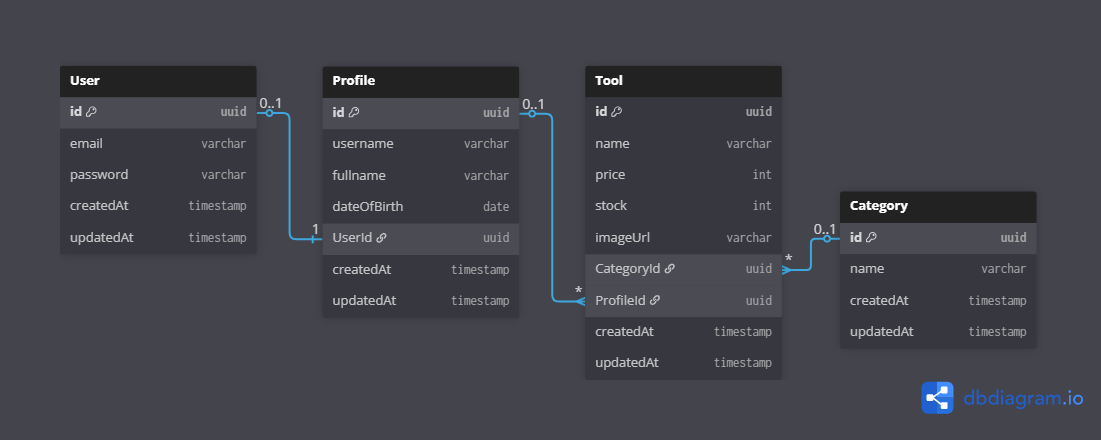 User
id uuid
email varchar
password varchar
createdAt timestamp
updatedAt timestamp
0..1
1
Profile
id uuid
username varchar
fullname varchar
dateOfBirth date
UserId uuid
createdAt timestamp
updatedAt timestamp
0..1
*
Tool
id uuid
name varchar
price int
stock int
imageUrl varchar
CategoryId uuid
ProfileId uuid
createdAt timestamp
updatedAt timestamp
*
0..1
Category
id uuid
name varchar
createdAt timestamp
updatedAt timestamp
dbdiagram.io